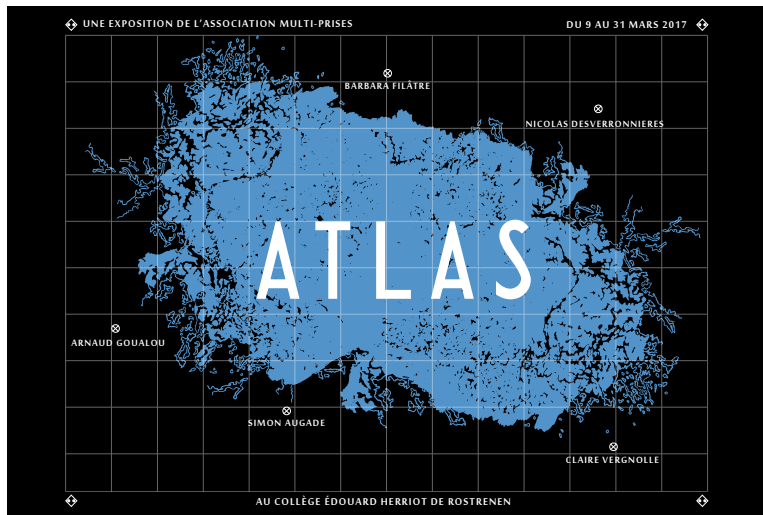 UNE EXPOSITION DE L'ASSOCIATION MULTI-PRISES
DU 9 AU 31 MARS 2017
BARBARA FILÂTRE
NICOLAS DESVERRONNIERES
ATLAS
ARNAUD GOUALOU
SIMON AUGADE
CLAIRE VERGNOLLE
AU COLLÈGE ÉDOUARD HERRIOT DE ROSTRENEN